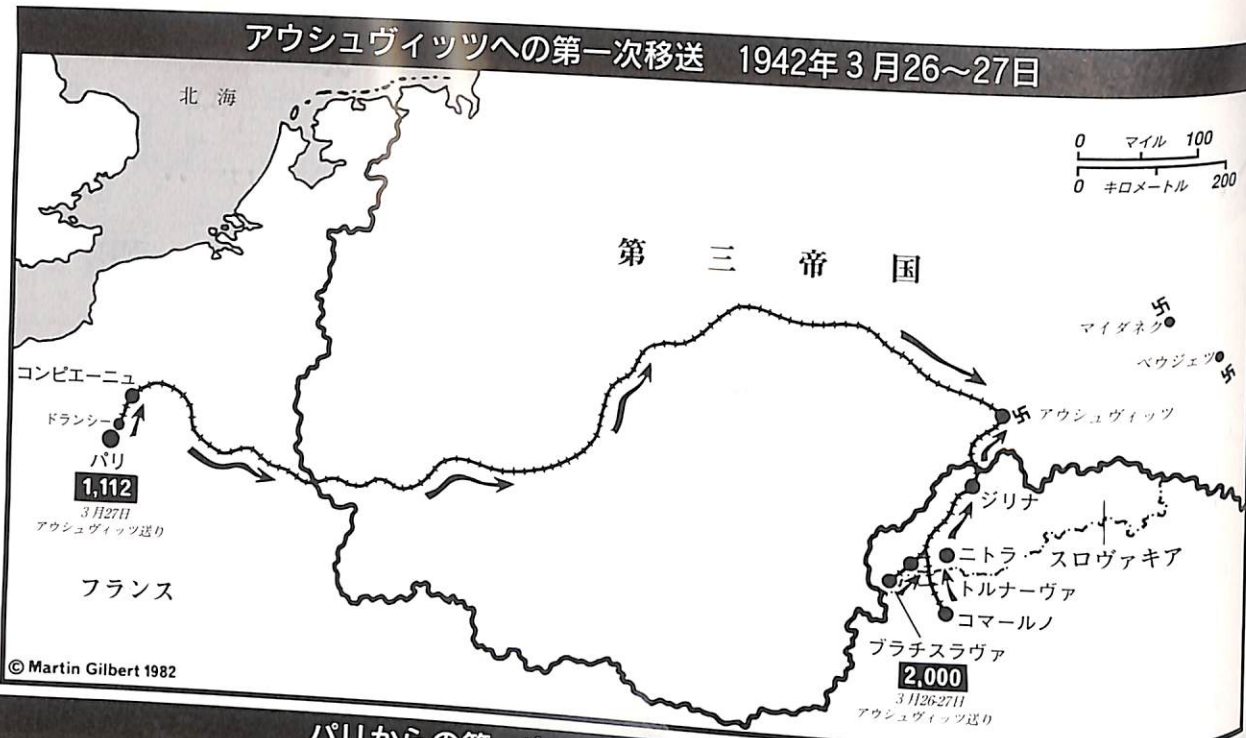 アウシュヴィッツへの第一次移送　1942年3月26～27日
北 海
0 マイル 100
0 キロメートル 200
第 三 帝 国
マイダネク
ベウジェツ
アウシュヴィッツ
コンピエーニュ
ドランシー
パリ
1,112
3月27日
アウシュヴィッツ送り
ジリナ
ニトラ
スロヴァキア
トルナーヴァ
コマールノ
フランス
ブラチスラヴァ
2,000
3月26-27日
アウシュヴィッツ送り
© Martin Gilbert 1982
パリからの第一